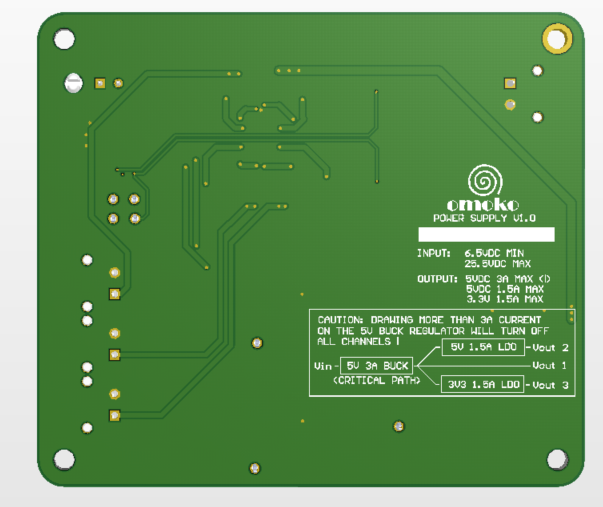 omoko
POWER SUPPLY V1.0
INPUT: 6.5VDC MIN
25.5VDC MAX
OUTPUT: 5VDC 3A MAX (!)
5VDC 1.5A MAX
3.3V 1.5A MAX
CAUTION: DRAWING MORE THAN 3A CURRENT
ON THE 5V BUCK REGULATOR WILL TURN OFF
ALL CHANNELS !
5V 1.5A LDO - Vout 2
Vin - 5V 3A BUCK Vout 1
(CRITICAL PATH) 3V3 1.5A LDO - Vout 3